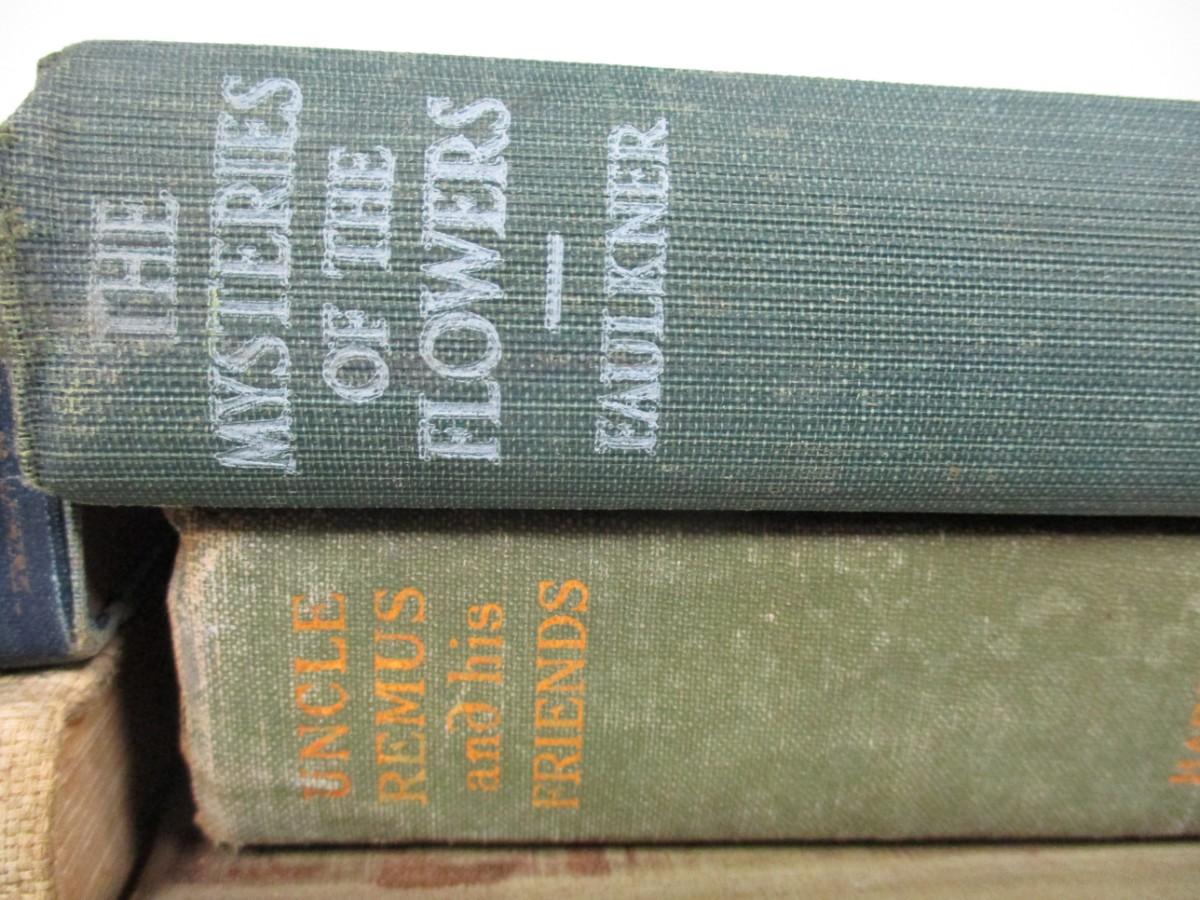 THE
MYSTERIES
OF THE
FLOWERS
FAULKNER
UNCLE
REMUS
and his
FRIENDS